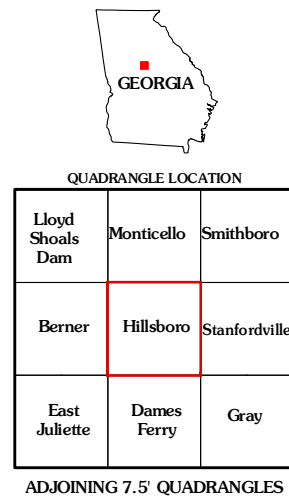 GEORGIA
QUADRANGLE LOCATION
Lloyd
Shoals
Dam
Monticello
Smithboro
Berner
Hillsboro
Stanfordville
East
Juliette
Dames
Ferry
Gray
ADJOINING 7.5' QUADRANGLES